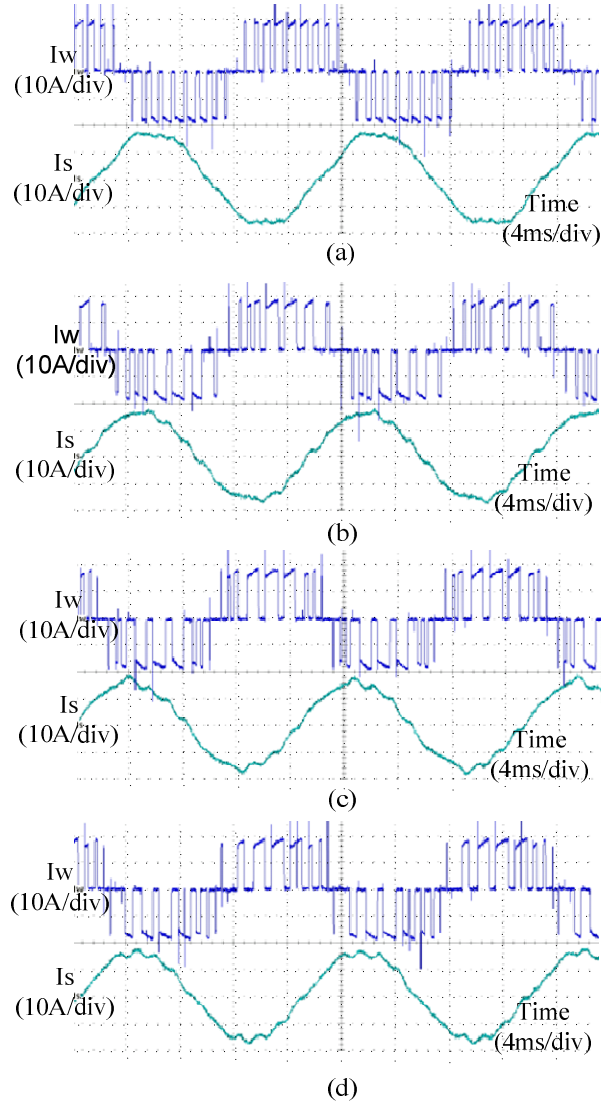 Iw
(10A/div)
Is
(10A/div)
Time
(4ms/div)
(a)
Iw
(10A/div)
Is
(10A/div)
Time
(4ms/div)
(b)
Iw
(10A/div)
Is
(10A/div)
Time
(4ms/div)
(c)
Iw
(10A/div)
Is
(10A/div)
Time
(4ms/div)
(d)